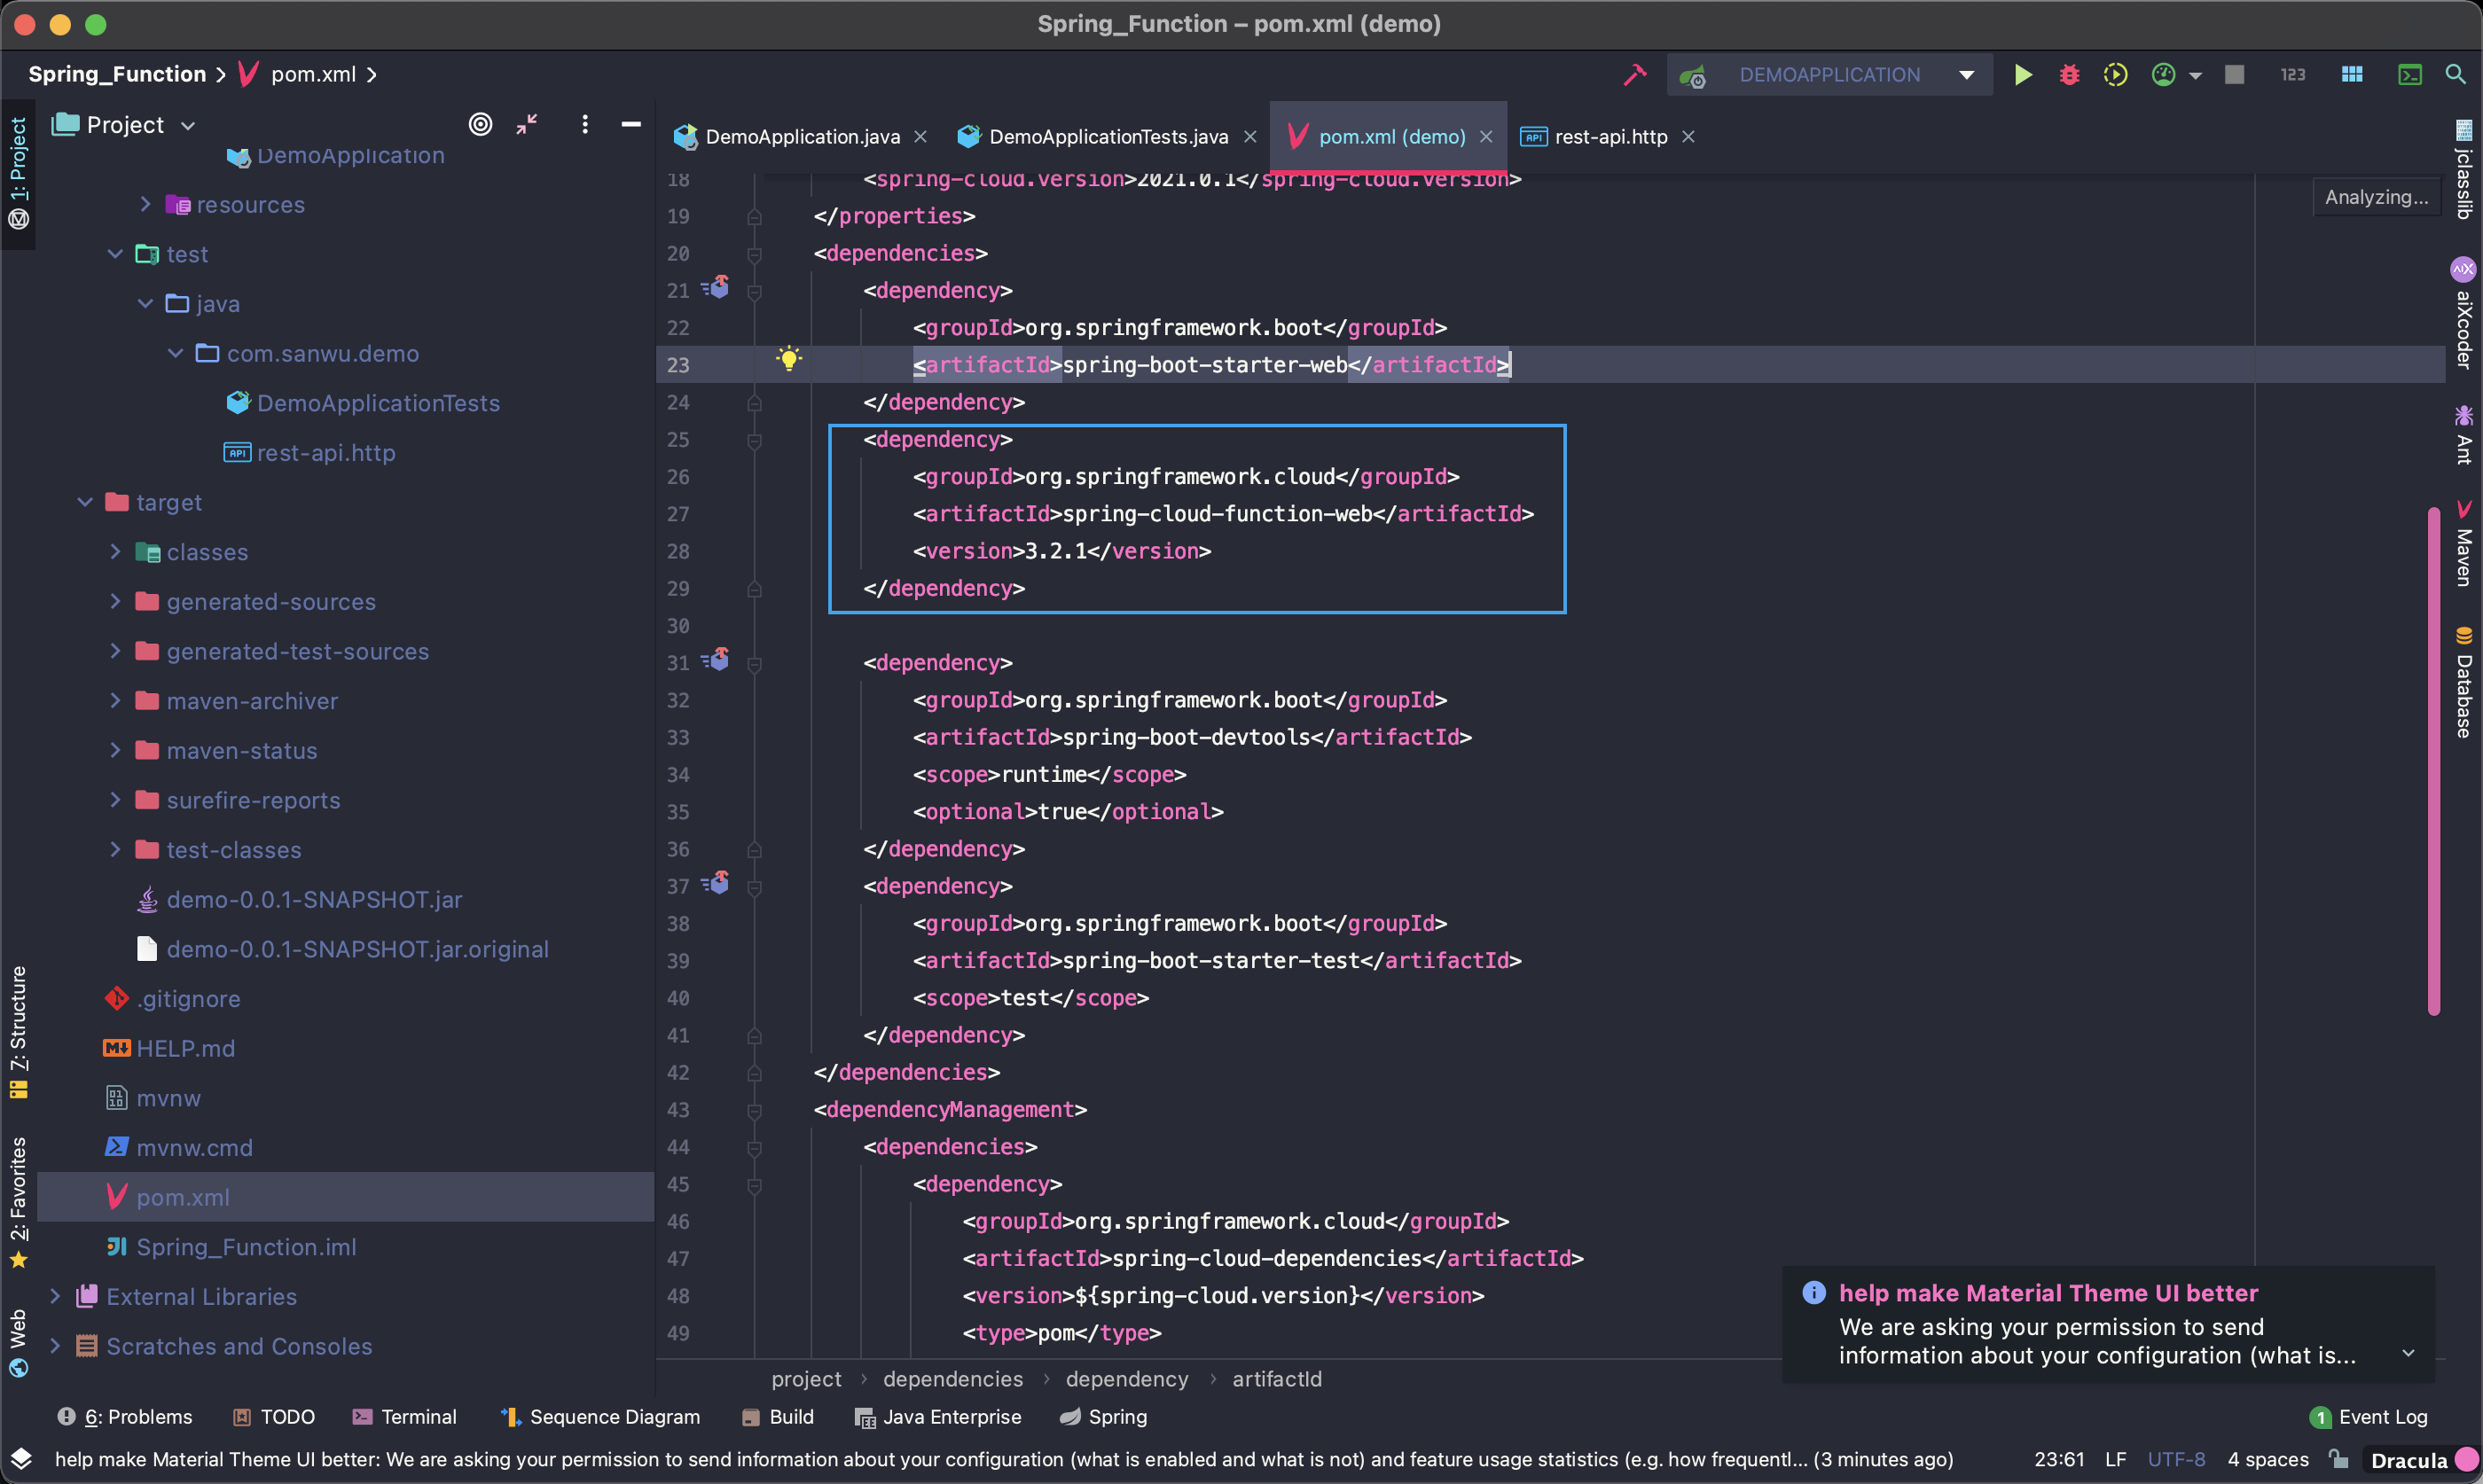 Spring_Function – pom.xml (demo)
Spring_Function
pom.xml
DEMOAPPLICATION
123
1: Project
7: Structure
2: Favorites
Web
Project
DemoApplication
resources
test
java
com.sanwu.demo
DemoApplicationTests
API rest-api.http
target
classes
generated-sources
generated-test-sources
maven-archiver
maven-status
surefire-reports
test-classes
demo-0.0.1-SNAPSHOT.jar
demo-0.0.1-SNAPSHOT.jar.original
.gitignore
HELP.md
mvnw
mvnw.cmd
pom.xml
Spring_Function.iml
External Libraries
Scratches and Consoles
DemoApplication.java
DemoApplicationTests.java
pom.xml (demo)
API rest-api.http
Analyzing...
18 <spring-cloud.version>2021.0.1</spring-cloud.version>
19 </properties>
20 <dependencies>
21 <dependency>
22 <groupId>org.springframework.boot</groupId>
23 <artifactId>spring-boot-starter-web</artifactId>
24 </dependency>
25 <dependency>
26 <groupId>org.springframework.cloud</groupId>
27 <artifactId>spring-cloud-function-web</artifactId>
28 <version>3.2.1</version>
29 </dependency>
30
31 <dependency>
32 <groupId>org.springframework.boot</groupId>
33 <artifactId>spring-boot-devtools</artifactId>
34 <scope>runtime</scope>
35 <optional>true</optional>
36 </dependency>
37 <dependency>
38 <groupId>org.springframework.boot</groupId>
39 <artifactId>spring-boot-starter-test</artifactId>
40 <scope>test</scope>
41 </dependency>
42 </dependencies>
43 <dependencyManagement>
44 <dependencies>
45 <dependency>
46 <groupId>org.springframework.cloud</groupId>
47 <artifactId>spring-cloud-dependencies</artifactId>
48 <version>${spring-cloud.version}</version>
49 <type>pom</type>
jclasslib
aiXcoder
Ant
Maven
Database
help make Material Theme UI better
We are asking your permission to send
information about your configuration (what is...
project › dependencies › dependency › artifactId
6: Problems
TODO
Terminal
Sequence Diagram
Build
Java Enterprise
Spring
1 Event Log
help make Material Theme UI better: We are asking your permission to send information about your configuration (what is enabled and what is not) and feature usage statistics (e.g. how frequentl... (3 minutes ago)
23:61
LF
UTF-8
4 spaces
Dracula